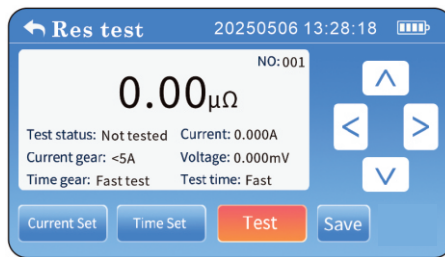 Res test 20250506 13:28:18
NO:001
0.00μΩ
Test status: Not tested Current: 0.000A
Current gear: <5A Voltage: 0.000mV
Time gear: Fast test Test time: Fast
Current Set Time Set Test Save